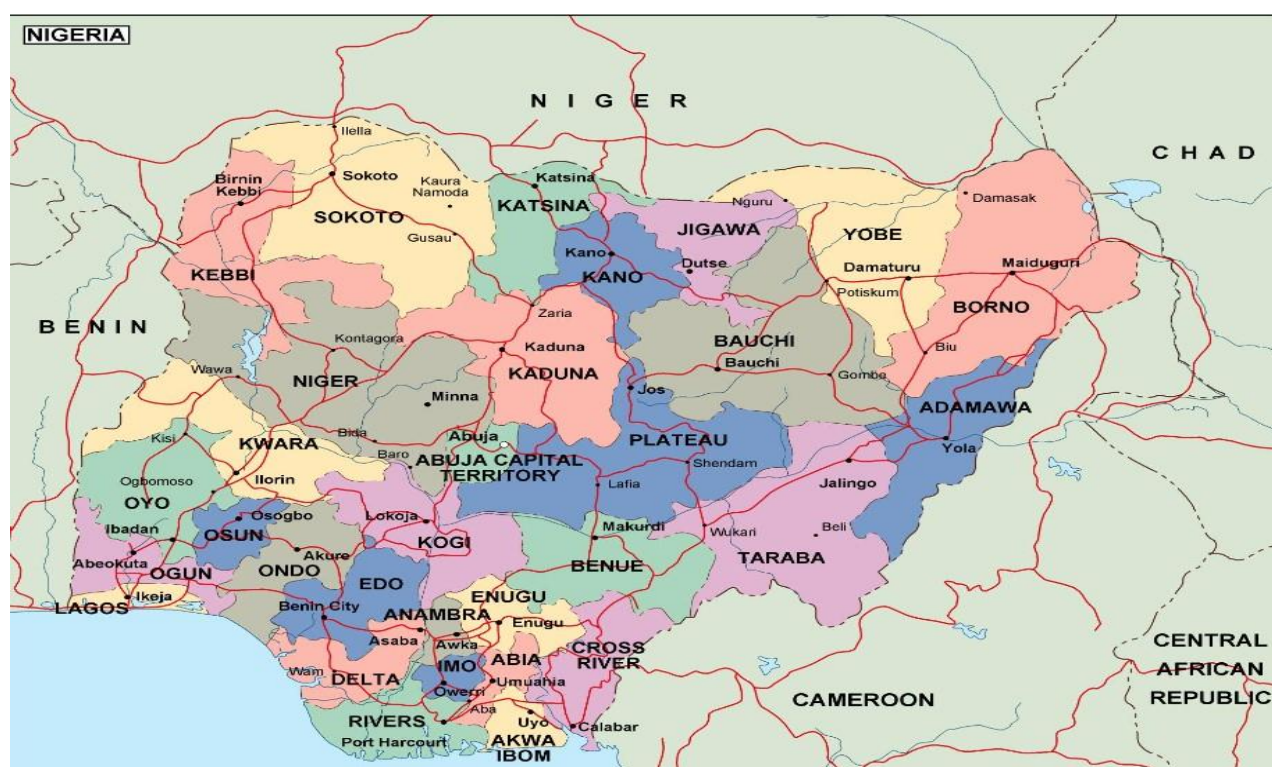 NIGERIA
NIGER
CHAD
Ilella
Birnin
Kebbi
Sokoto
Kaura
Namoda
Katsina
KATSINA
SOKOTO
Gusau
Nguru
Damasak
JIGAWA
YOBE
Kano
KANO
Dutse
Damaturu
Maiduguri
KEBBI
Potiskum
BORNO
Zaria
BENIN
Kontagora
Kaduna
KADUNA
BAUCHI
Bauchi
Biu
Wawa
NIGER
Minna
Jos
Gombe
ADAMAWA
Kisi
KWARA
Bida
Abuja
PLATEAU
Yola
Baro
ABUJA CAPITAL
TERRITORY
Shendam
Ogbomoso
Ilorin
Lafia
Jalingo
OYO
Ibadan
OSUN
Osogbo
Lokoja
KOGI
Makurdi
Wukari
Beli
Akure
BENUE
TARABA
Abeokuta
OGUN
ONDO
EDO
LAGOS
Ikeja
Benin City
ANAMBRA
ENUGU
Enugu
Asaba
Awka
CROSS
RIVER
CENTRAL
AFRICAN
REPUBLIC
Wam
DELTA
IMO
ABIA
Owerri
Umuahia
CAMEROON
Aba
RIVERS
Port Harcourt
Uyo
AKWA
IBOM
Calabar